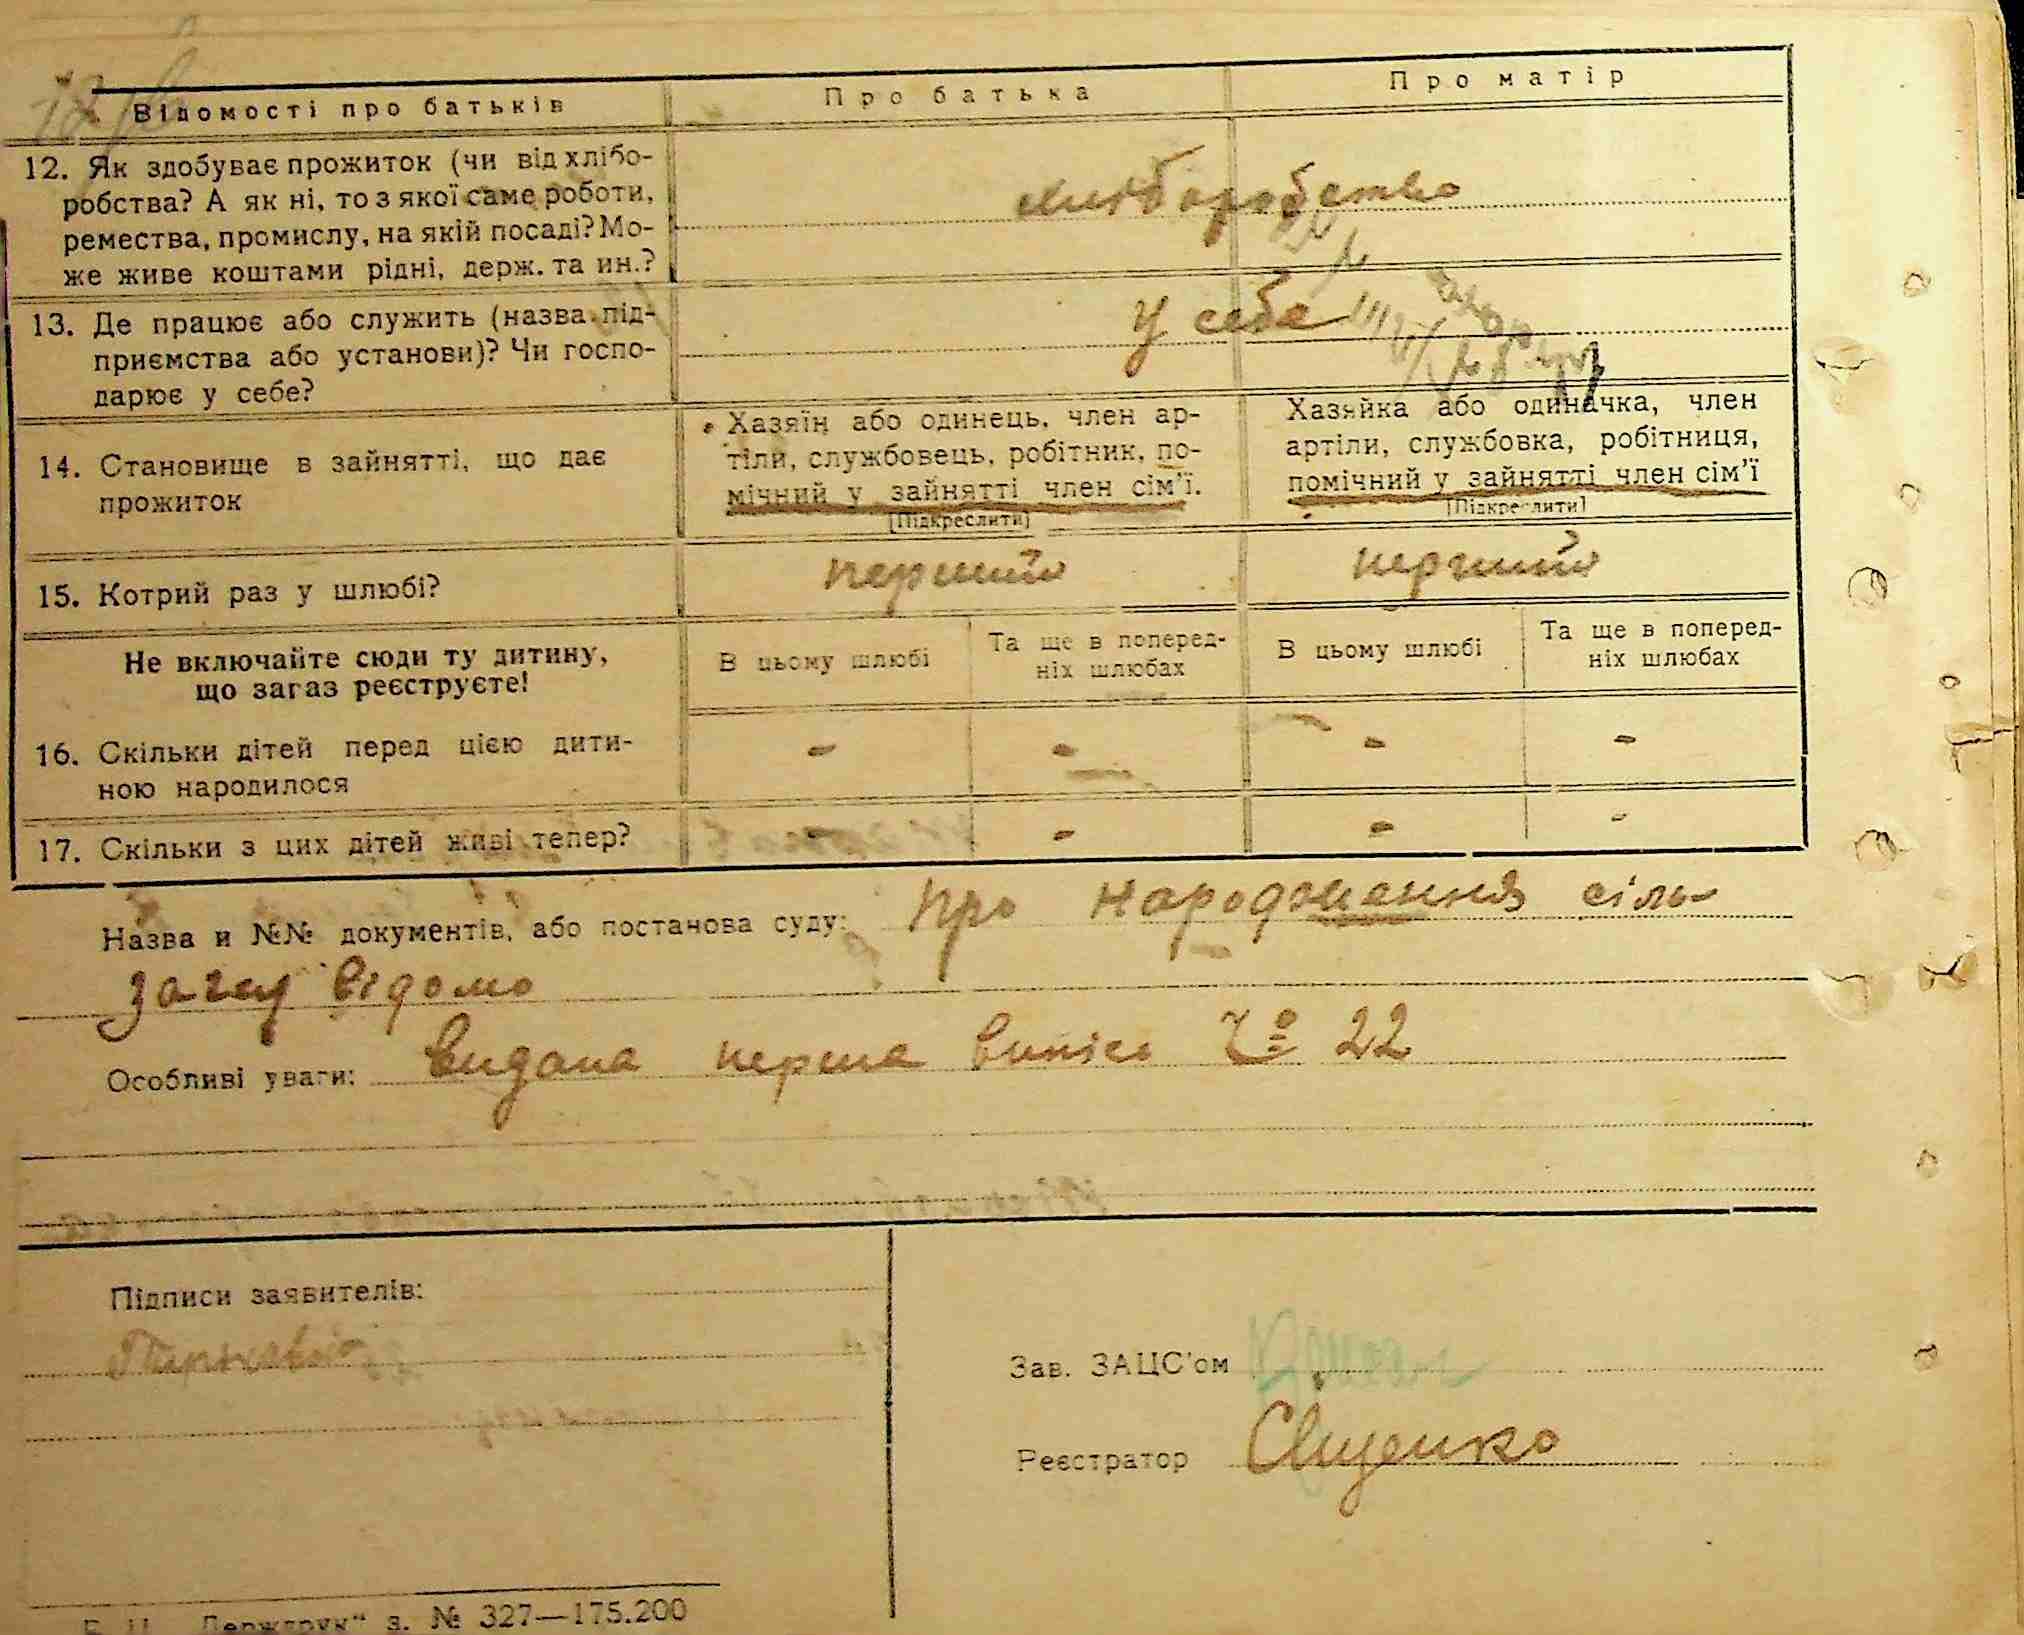 Відомості про батьків
Про батька
Про матір
12. Як здобуває прожиток (чи від хлібо-
робства? А як ні, то з якої саме роботи,
ремества, промислу, на якій посаді? Мо-
же живе коштами рідні, держ. та ин.?
хліборобство
13. Де працює або служить (назва під-
приємства або установи)? Чи госпо-
дарює у себе?
у себе
14. Становище в зайнятті, що дає
прожиток
Хазяїн або одинець, член ар-
тіли, службовець, робітник, по-
мічний у зайнятті член сім'ї.
[Підкреслити]
Хазяйка або одиначка, член
артіли, службовка, робітниця,
помічний у зайнятті член сім'ї
[Підкреслити]
15. Котрий раз у шлюбі?
перший
перший
Не включайте сюди ту дитину,
що загаз реєструєте!
В цьому шлюбі
Та ще в поперед-
ніх шлюбах
В цьому шлюбі
Та ще в поперед-
ніх шлюбах
16. Скільки дітей перед цією дити-
ною народилося
- - - -
17. Скільки з цих дітей живі тепер?
- - - -
Назва и №№ документів, або постанова суду: про народження сіль-
відомо
Особливі уваги: видана перша випись № 22
Підписи заявителів:
Зав. ЗАЦС'ом
Реєстратор Єщенко
"Держдрук" з. № 327—175.200